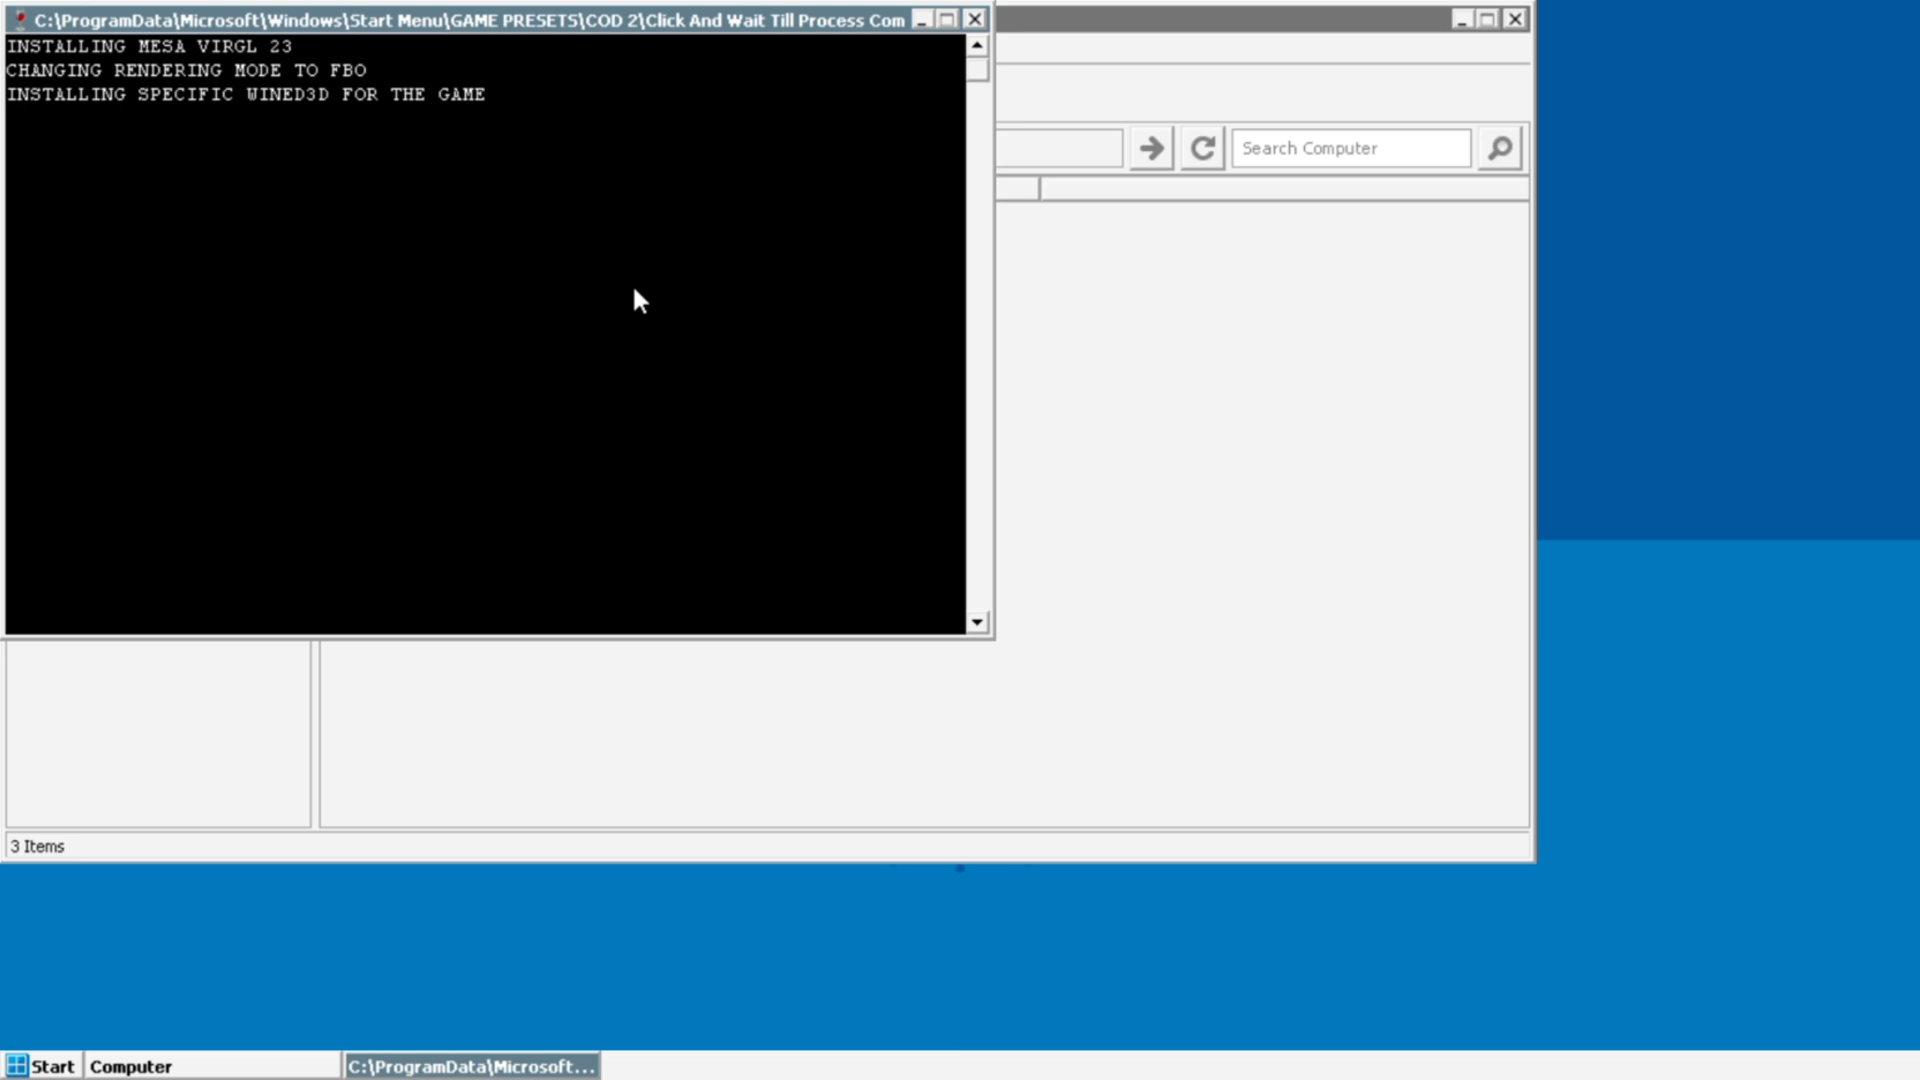 C:\ProgramData\Microsoft\Windows\Start Menu\GAME PRESETS\COD 2\Click And Wait Till Process Com
INSTALLING MESA VIRGL 23
CHANGING RENDERING MODE TO FBO
INSTALLING SPECIFIC WINED3D FOR THE GAME
Search Computer
3 Items
Start
Computer
C:\ProgramData\Microsoft...